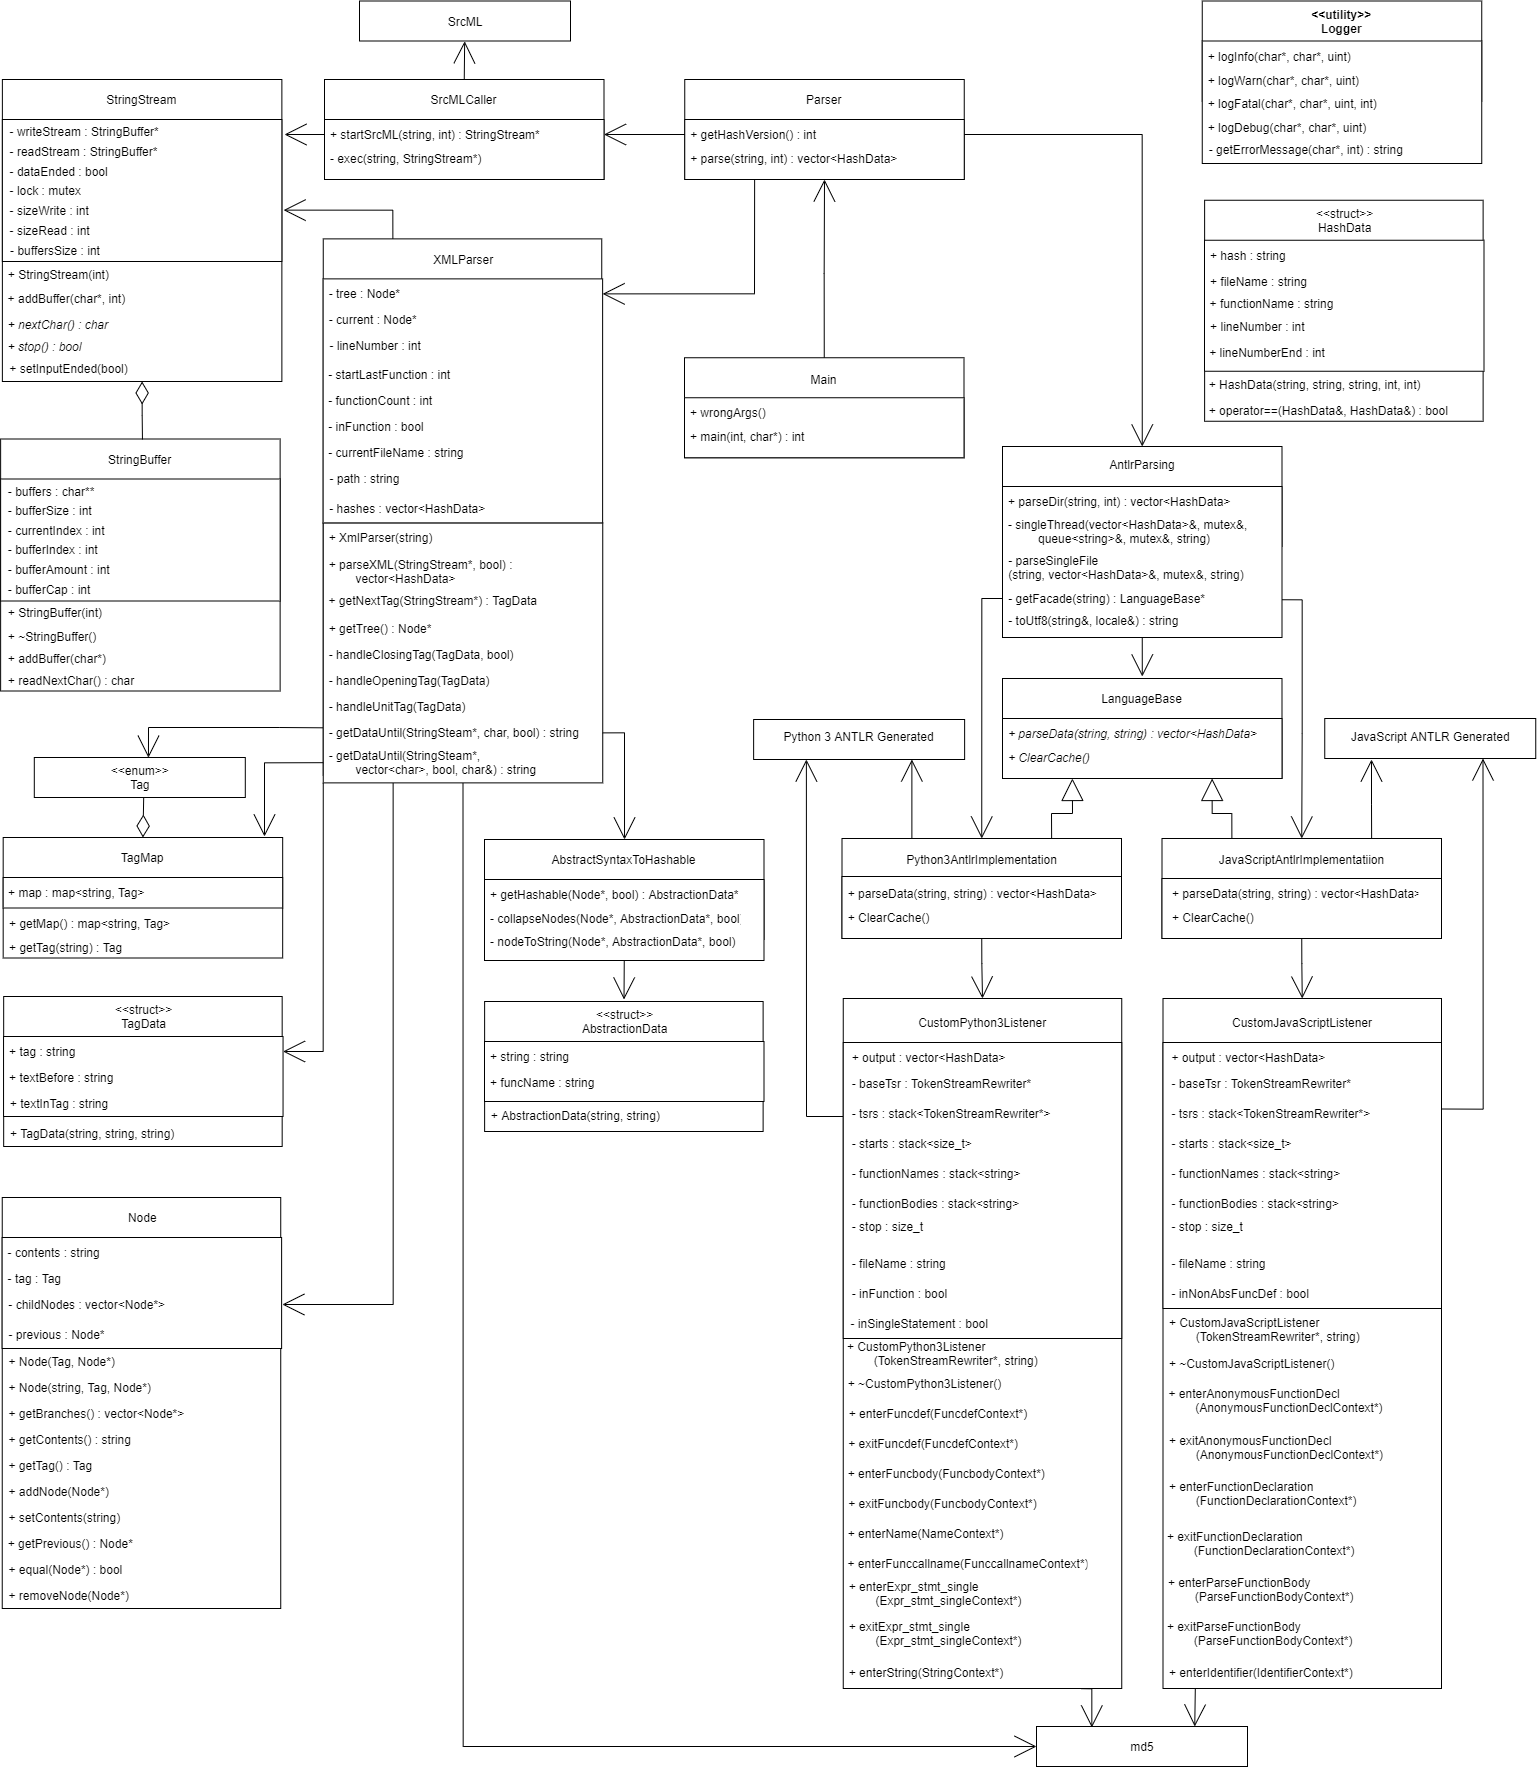 SrcML
<<utility>>
Logger
+ logInfo(char*, char*, uint)
+ logWarn(char*, char*, uint)
+ logFatal(char*, char*, uint, int)
+ logDebug(char*, char*, uint)
- getErrorMessage(char*, int) : string
StringStream
- writeStream : StringBuffer*
- readStream : StringBuffer*
- dataEnded : bool
- lock : mutex
- sizeWrite : int
- sizeRead : int
- buffersSize : int
+ StringStream(int)
+ addBuffer(char*, int)
+ nextChar() : char
+ stop() : bool
+ setInputEnded(bool)
SrcMLCaller
+ startSrcML(string, int) : StringStream*
- exec(string, StringStream*)
Parser
+ getHashVersion() : int
+ parse(string, int) : vector<HashData>
<<struct>>
HashData
+ hash : string
+ fileName : string
+ functionName : string
+ lineNumber : int
+ lineNumberEnd : int
+ HashData(string, string, string, int, int)
+ operator==(HashData&, HashData&) : bool
XMLParser
- tree : Node*
- current : Node*
- lineNumber : int
- startLastFunction : int
- functionCount : int
- inFunction : bool
- currentFileName : string
- path : string
- hashes : vector<HashData>
+ XmlParser(string)
+ parseXML(StringStream*, bool) :
vector<HashData>
+ getNextTag(StringStream*) : TagData
+ getTree() : Node*
- handleClosingTag(TagData, bool)
- handleOpeningTag(TagData)
- handleUnitTag(TagData)
- getDataUntil(StringSteam*, char, bool) : string
- getDataUntil(StringSteam*,
vector<char>, bool, char&) : string
Main
+ wrongArgs()
+ main(int, char*) : int
StringBuffer
- buffers : char**
- bufferSize : int
- currentIndex : int
- bufferIndex : int
- bufferAmount : int
- bufferCap : int
+ StringBuffer(int)
+ ~StringBuffer()
+ addBuffer(char*)
+ readNextChar() : char
AntlrParsing
+ parseDir(string, int) : vector<HashData>
- singleThread(vector<HashData>&, mutex&,
queue<string>&, mutex&, string)
- parseSingleFile
(string, vector<HashData>&, mutex&, string)
- getFacade(string) : LanguageBase*
- toUtf8(string&, locale&) : string
LanguageBase
+ parseData(string, string) : vector<HashData>
+ ClearCache()
Python 3 ANTLR Generated
JavaScript ANTLR Generated
<<enum>>
Tag
TagMap
+ map : map<string, Tag>
+ getMap() : map<string, Tag>
+ getTag(string) : Tag
AbstractSyntaxToHashable
+ getHashable(Node*, bool) : AbstractionData*
- collapseNodes(Node*, AbstractionData*, bool
- nodeToString(Node*, AbstractionData*, bool)
Python3AntlrImplementation
+ parseData(string, string) : vector<HashData>
+ ClearCache()
JavaScriptAntlrImplementatiion
+ parseData(string, string) : vector<HashData>
+ ClearCache()
<<struct>>
TagData
+ tag : string
+ textBefore : string
+ textInTag : string
+ TagData(string, string, string)
<<struct>>
AbstractionData
+ string : string
+ funcName : string
+ AbstractionData(string, string)
CustomPython3Listener
+ output : vector<HashData>
- baseTsr : TokenStreamRewriter*
- tsrs : stack<TokenStreamRewriter*>
- starts : stack<size_t>
- functionNames : stack<string>
- functionBodies : stack<string>
- stop : size_t
- fileName : string
- inFunction : bool
- inSingleStatement : bool
+ CustomPython3Listener
(TokenStreamRewriter*, string)
+ ~CustomPython3Listener()
+ enterFuncdef(FuncdefContext*)
+ exitFuncdef(FuncdefContext*)
+ enterFuncbody(FuncbodyContext*)
+ exitFuncbody(FuncbodyContext*)
+ enterName(NameContext*)
+ enterFunccallname(FunccallnameContext*)
+ enterExpr_stmt_single
(Expr_stmt_singleContext*)
+ exitExpr_stmt_single
(Expr_stmt_singleContext*)
+ enterString(StringContext*)
CustomJavaScriptListener
+ output : vector<HashData>
- baseTsr : TokenStreamRewriter*
- tsrs : stack<TokenStreamRewriter*>
- starts : stack<size_t>
- functionNames : stack<string>
- functionBodies : stack<string>
- stop : size_t
- fileName : string
- inNonAbsFuncDef : bool
+ CustomJavaScriptListener
(TokenStreamRewriter*, string)
+ ~CustomJavaScriptListener()
+ enterAnonymousFunctionDecl
(AnonymousFunctionDeclContext*)
+ exitAnonymousFunctionDecl
(AnonymousFunctionDeclContext*)
+ enterFunctionDeclaration
(FunctionDeclarationContext*)
+ exitFunctionDeclaration
(FunctionDeclarationContext*)
+ enterParseFunctionBody
(ParseFunctionBodyContext*)
+ exitParseFunctionBody
(ParseFunctionBodyContext*)
+ enterIdentifier(IdentifierContext*)
Node
- contents : string
- tag : Tag
- childNodes : vector<Node*>
- previous : Node*
+ Node(Tag, Node*)
+ Node(string, Tag, Node*)
+ getBranches() : vector<Node*>
+ getContents() : string
+ getTag() : Tag
+ addNode(Node*)
+ setContents(string)
+ getPrevious() : Node*
+ equal(Node*) : bool
+ removeNode(Node*)
md5